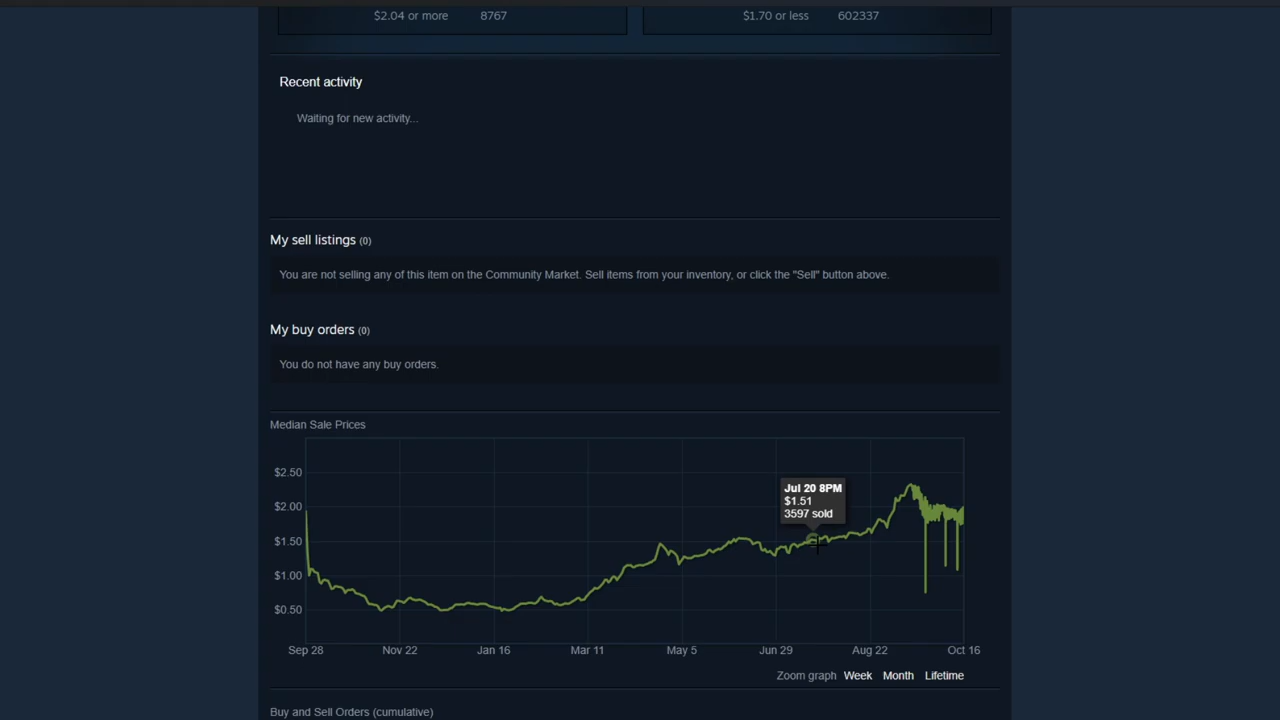 $2.04 or more 8767 $1.70 or less 602337
Recent activity
Waiting for new activity...
My sell listings (0)
You are not selling any of this item on the Community Market. Sell items from your inventory, or click the "Sell" button above.
My buy orders (0)
You do not have any buy orders.
Median Sale Prices
$2.50
$2.00
$1.50
$1.00
$0.50
Jul 20 8PM
$1.51
3597 sold
Sep 28 Nov 22 Jan 16 Mar 11 May 5 Jun 29 Aug 22 Oct 16
Zoom graph Week Month Lifetime
Buy and Sell Orders (cumulative)